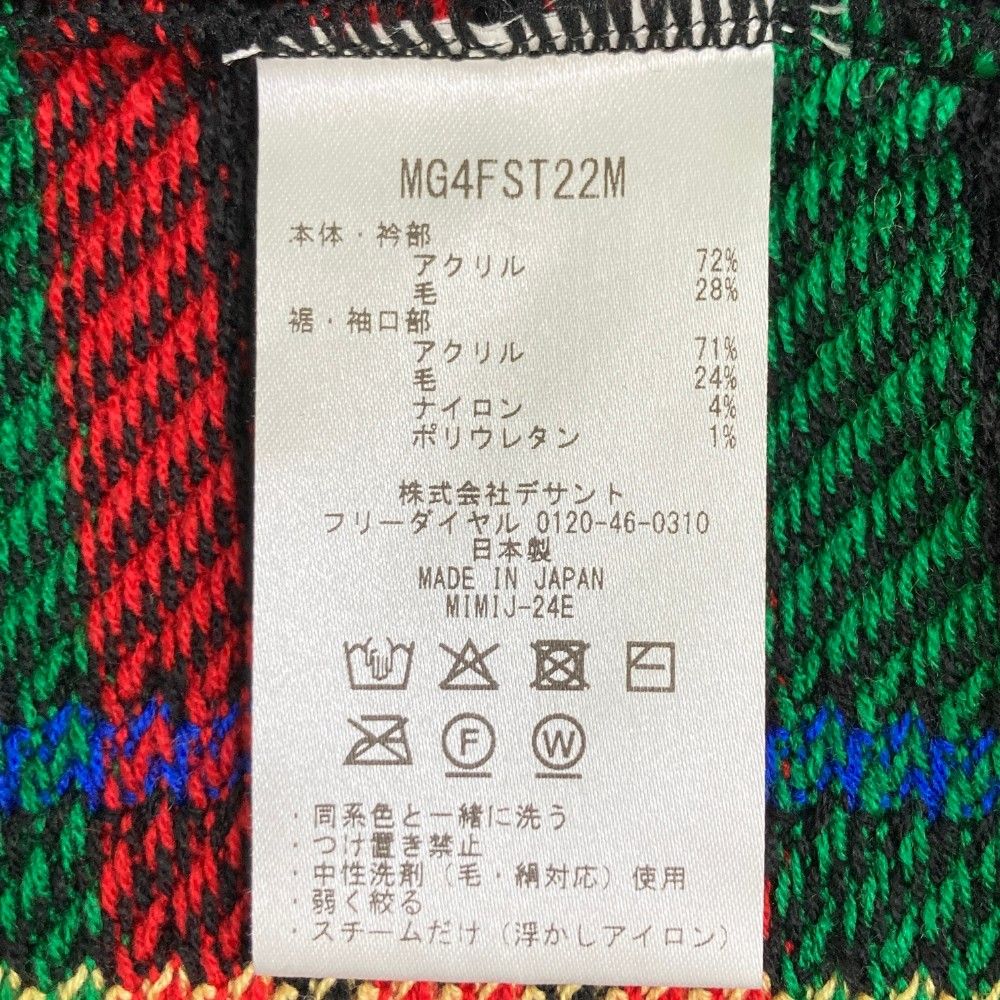 MG4FST22M
本体・衿部
アクリル 72%
毛 28%
裾・袖口部
アクリル 71%
毛 24%
ナイロン 4%
ポリウレタン 1%
株式会社デサント
フリーダイヤル 0120-46-0310
日本製
MADE IN JAPAN
MIMIJ-24E
F W
・同系色と一緒に洗う
・つけ置き禁止
・中性洗剤（毛・絹対応）使用
・弱く絞る
・スチームだけ（浮かしアイロン）